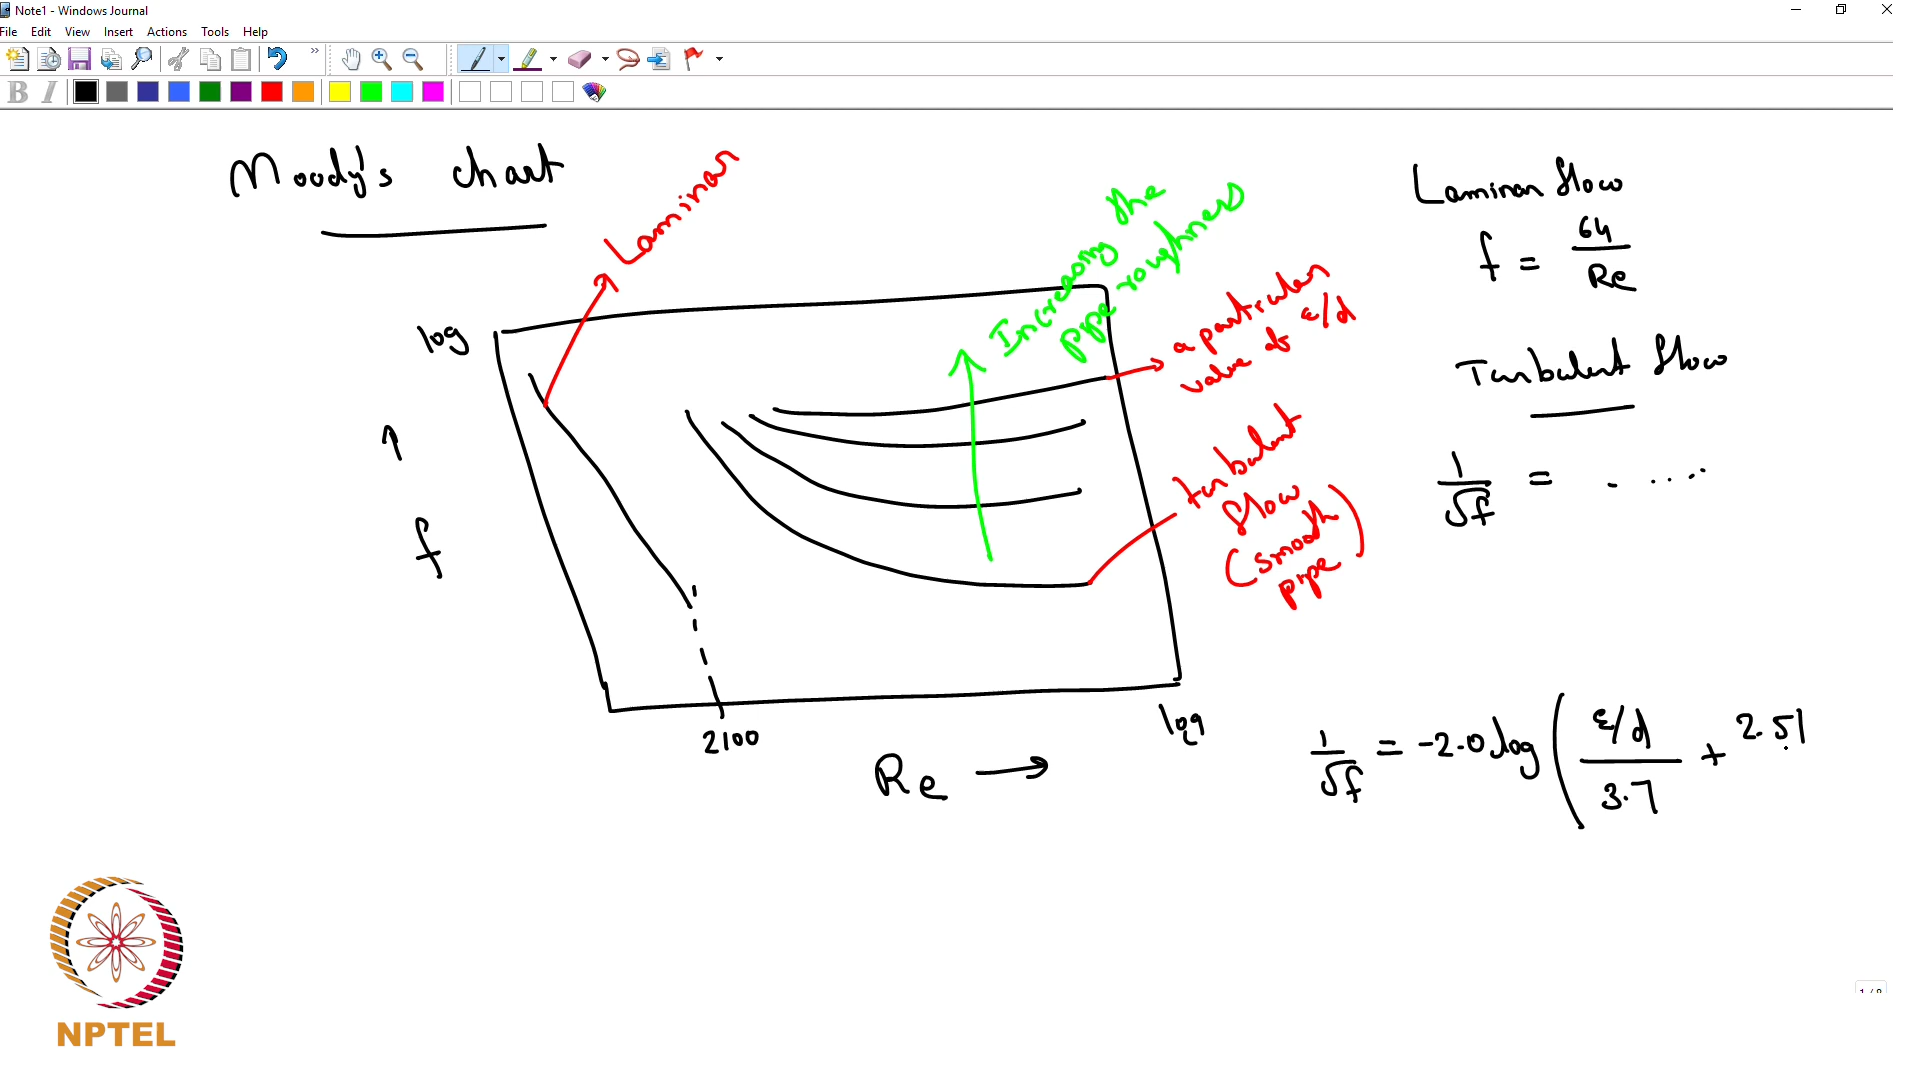 Note1 - Windows Journal
File Edit View Insert Actions Tools Help
Moody's chart
Laminar
Increasing the
pipe roughness
a particular
value of ε/d
turbulent
flow
(smooth
pipe)
log
↑
f
2100
log
Re →
Laminar flow
f = 64/Re
Turbulent flow
1/√f = . ....
1/√f = -2.0 log ( ε/d / 3.7 + 2.51
NPTEL